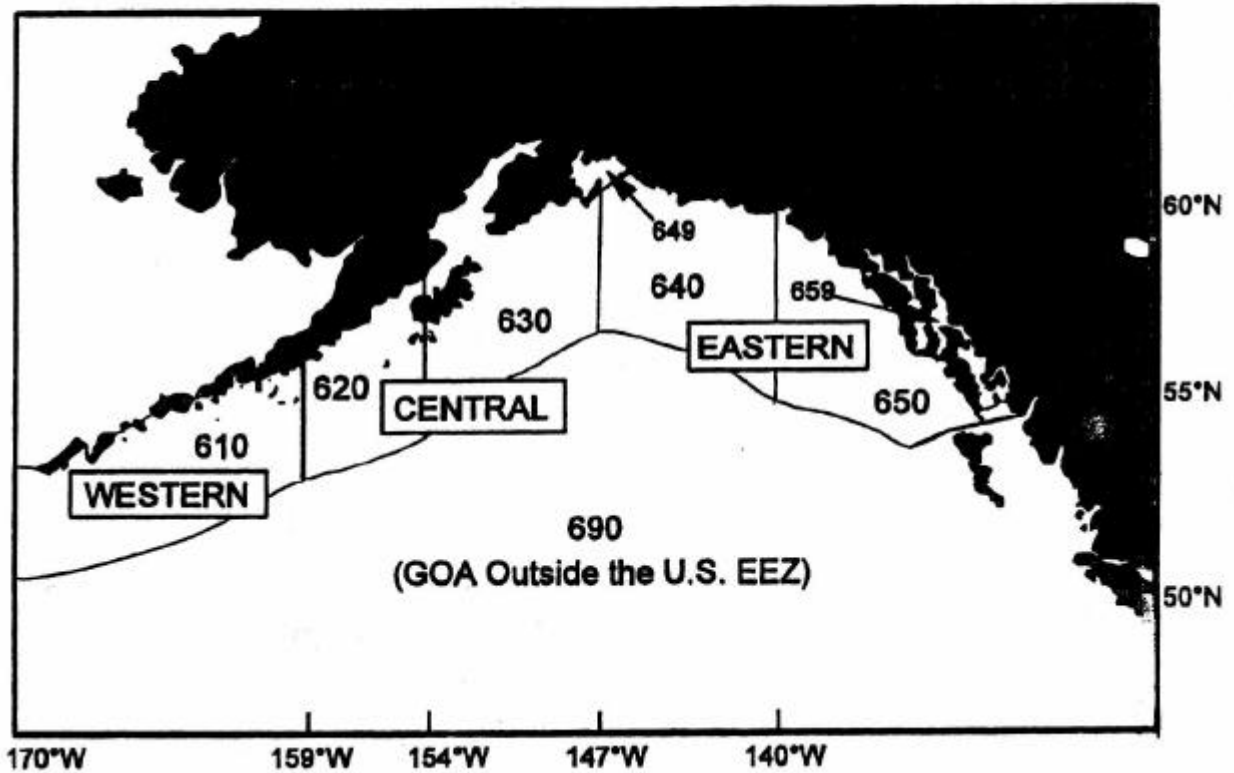 649
60°N
640
659
630
EASTERN
620
CENTRAL
55°N
650
610
WESTERN
690
(GOA Outside the U.S. EEZ)
50°N
170°W
159°W
154°W
147°W
140°W